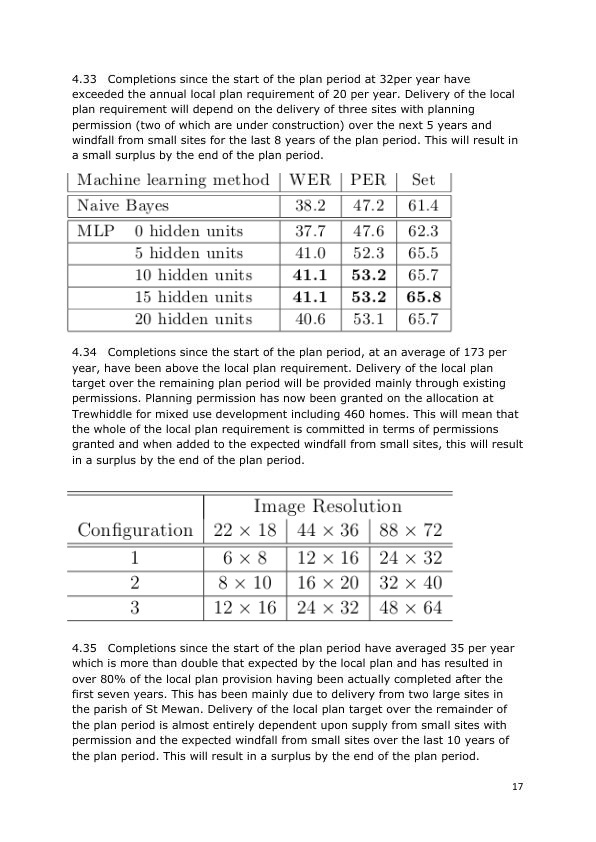 4.33 Completions since the start of the plan period at 32per year have
exceeded the annual local plan requirement of 20 per year. Delivery of the local
plan requirement will depend on the delivery of three sites with planning
permission (two of which are under construction) over the next 5 years and
windfall from small sites for the last 8 years of the plan period. This will result in
a small surplus by the end of the plan period.
Machine learning method WER PER Set
Naive Bayes 38.2 47.2 61.4
MLP 0 hidden units 37.7 47.6 62.3
5 hidden units 41.0 52.3 65.5
10 hidden units 41.1 53.2 65.7
15 hidden units 41.1 53.2 65.8
20 hidden units 40.6 53.1 65.7
4.34 Completions since the start of the plan period, at an average of 173 per
year, have been above the local plan requirement. Delivery of the local plan
target over the remaining plan period will be provided mainly through existing
permissions. Planning permission has now been granted on the allocation at
Trewhiddle for mixed use development including 460 homes. This will mean that
the whole of the local plan requirement is committed in terms of permissions
granted and when added to the expected windfall from small sites, this will result
in a surplus by the end of the plan period.
Image Resolution
Configuration 22 × 18 44 × 36 88 × 72
1 6 × 8 12 × 16 24 × 32
2 8 × 10 16 × 20 32 × 40
3 12 × 16 24 × 32 48 × 64
4.35 Completions since the start of the plan period have averaged 35 per year
which is more than double that expected by the local plan and has resulted in
over 80% of the local plan provision having been actually completed after the
first seven years. This has been mainly due to delivery from two large sites in
the parish of St Mewan. Delivery of the local plan target over the remainder of
the plan period is almost entirely dependent upon supply from small sites with
permission and the expected windfall from small sites over the last 10 years of
the plan period. This will result in a surplus by the end of the plan period.
17